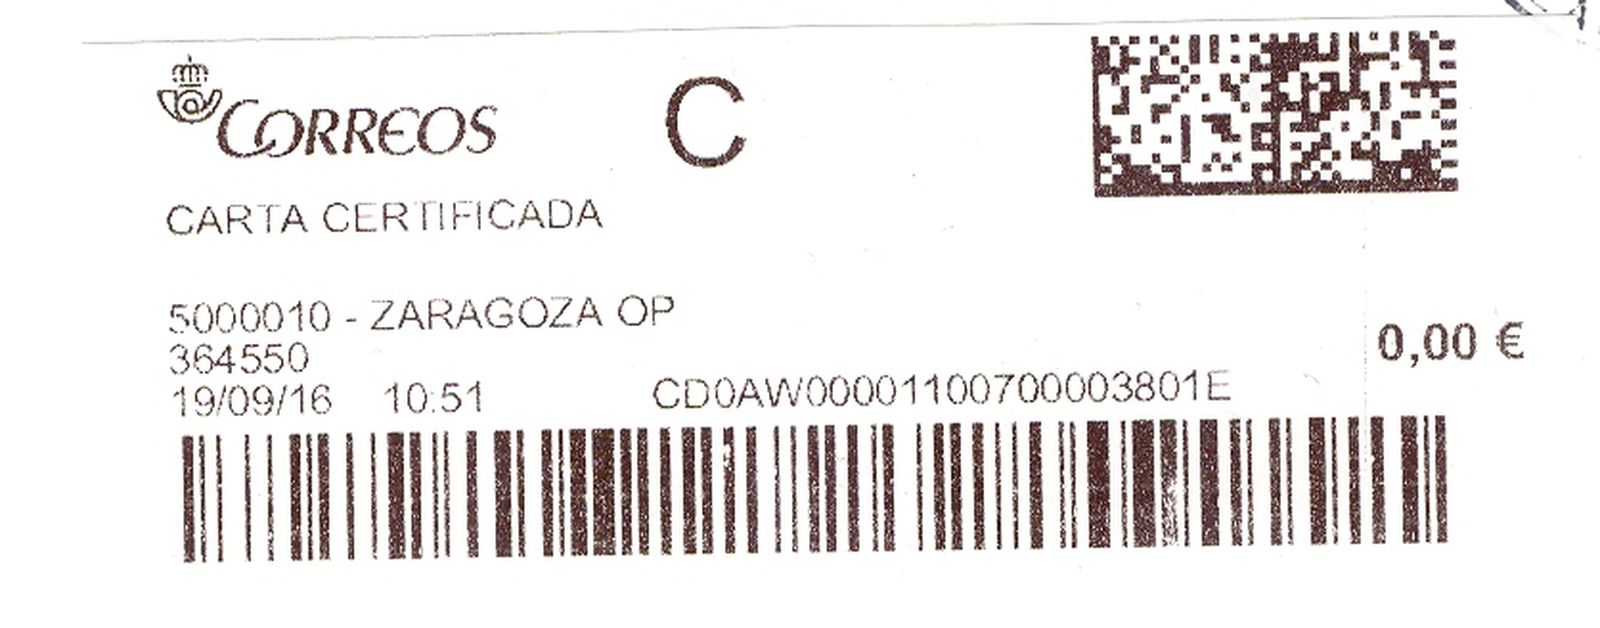 CORREOS
C
CARTA CERTIFICADA
5000010 - ZARAGOZA OP
364550
0,00 €
19/09/16 10:51 CD0AW00001100700003801E